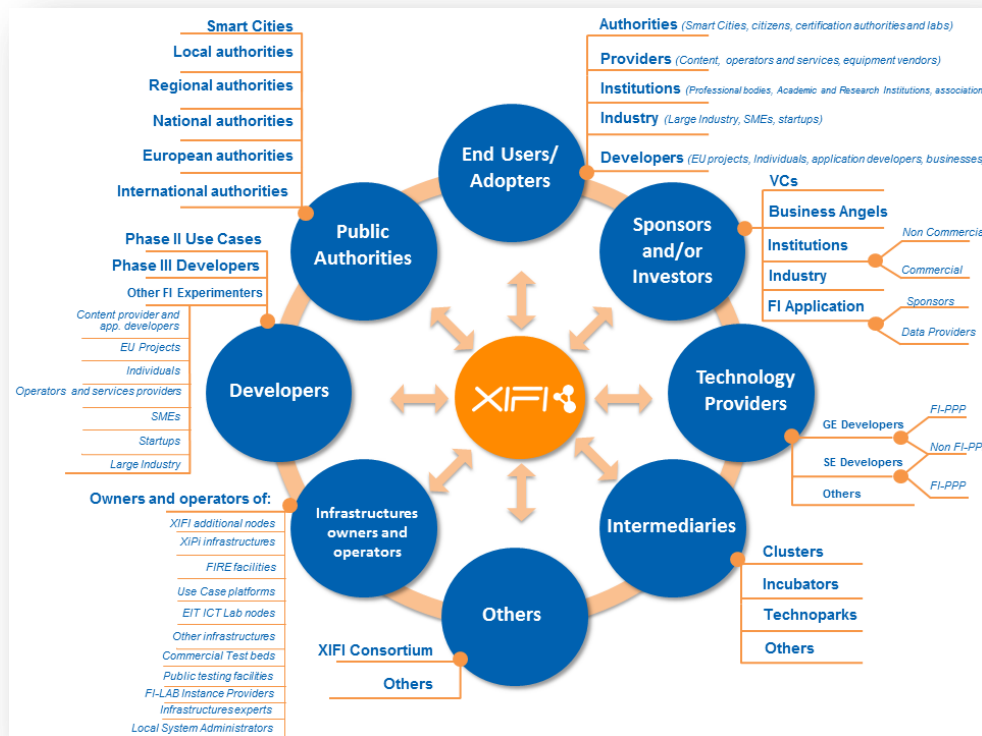 Smart Cities
Local authorities
Regional authorities
National authorities
European authorities
International authorities
Authorities (Smart Cities, citizens, certification authorities and labs)
Providers (Content, operators and services, equipment vendors)
Institutions (Professional bodies, Academic and Research Institutions, association
Industry (Large Industry, SMEs, startups)
Developers (EU projects, Individuals, application developers, businesses
End Users/
Adopters
Public
Authorities
Sponsors
and/or
Investors
VCs
Business Angels
Institutions
Non Commercial
Commercial
Industry
FI Application
Sponsors
Data Providers
Phase II Use Cases
Phase III Developers
Other FI Experimenters
Content provider and
app. developers
EU Projects
Individuals
Operators and services providers
SMEs
Startups
Large Industry
Developers
XIFI
Technology
Providers
GE Developers
FI-PPP
Non FI-PP
SE Developers
FI-PPP
Others
Owners and operators of:
XIFI additional nodes
XiPi infrastructures
FIRE facilities
Use Case platforms
EIT ICT Lab nodes
Other infrastructures
Commercial Test beds
Public testing facilities
FI-LAB Instance Providers
Infrastructures experts
Local System Administrators
Infrastructures
owners and
operators
Intermediaries
Clusters
Incubators
Technoparks
Others
Others
XIFI Consortium
Others